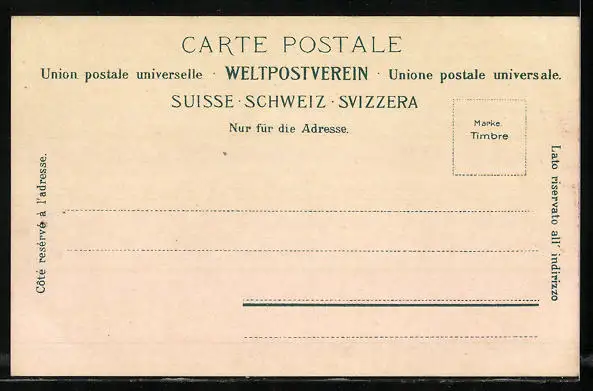 CARTE POSTALE
Union postale universelle · WELTPOSTVEREIN · Unione postale universale.
SUISSE · SCHWEIZ · SVIZZERA
Nur für die Adresse.
Marke.
Timbre
Côté resérvé à l'adresse.
Lato riservato all' indirizzo